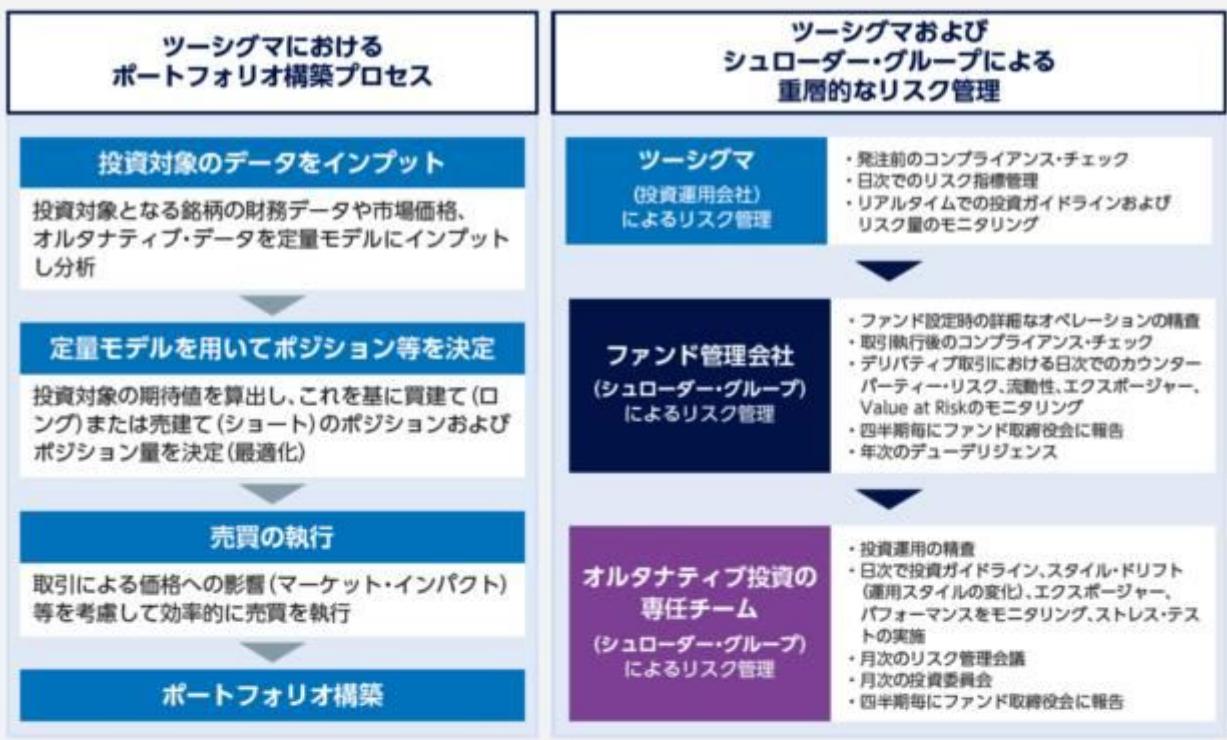 ツーシグマにおける
ポートフォリオ構築プロセス
投資対象のデータをインプット
投資対象となる銘柄の財務データや市場価格、
オルタナティブ・データを定量モデルにインプット
し分析
定量モデルを用いてポジション等を決定
投資対象の期待値を算出し、これを基に買建て(ロ
ング)または売建て(ショート)のポジションおよび
ポジション量を決定(最適化)
売買の執行
取引による価格への影響(マーケット・インパクト)
等を考慮して効率的に売買を執行
ポートフォリオ構築
ツーシグマおよび
シュローダー・グループによる
重層的なリスク管理
ツーシグマ
(投資運用会社)
によるリスク管理
・発注前のコンプライアンス・チェック
・日次でのリスク指標管理
・リアルタイムでの投資ガイドラインおよび
リスク量のモニタリング
ファンド管理会社
(シュローダー・グループ)
によるリスク管理
・ファンド設定時の詳細なオペレーションの精査
・取引執行後のコンプライアンス・チェック
・デリバティブ取引における日次でのカウンター
パーティー・リスク、流動性、エクスポージャー、
Value at Riskのモニタリング
・四半期毎にファンド取締役会に報告
・年次のデューデリジェンス
オルタナティブ投資の
専任チーム
(シュローダー・グループ)
によるリスク管理
・投資運用の精査
・日次で投資ガイドライン、スタイル・ドリフト
(運用スタイルの変化)、エクスポージャー、
パフォーマンスをモニタリング、ストレス・テス
トの実施
・月次のリスク管理会議
・月次の投資委員会
・四半期毎にファンド取締役会に報告